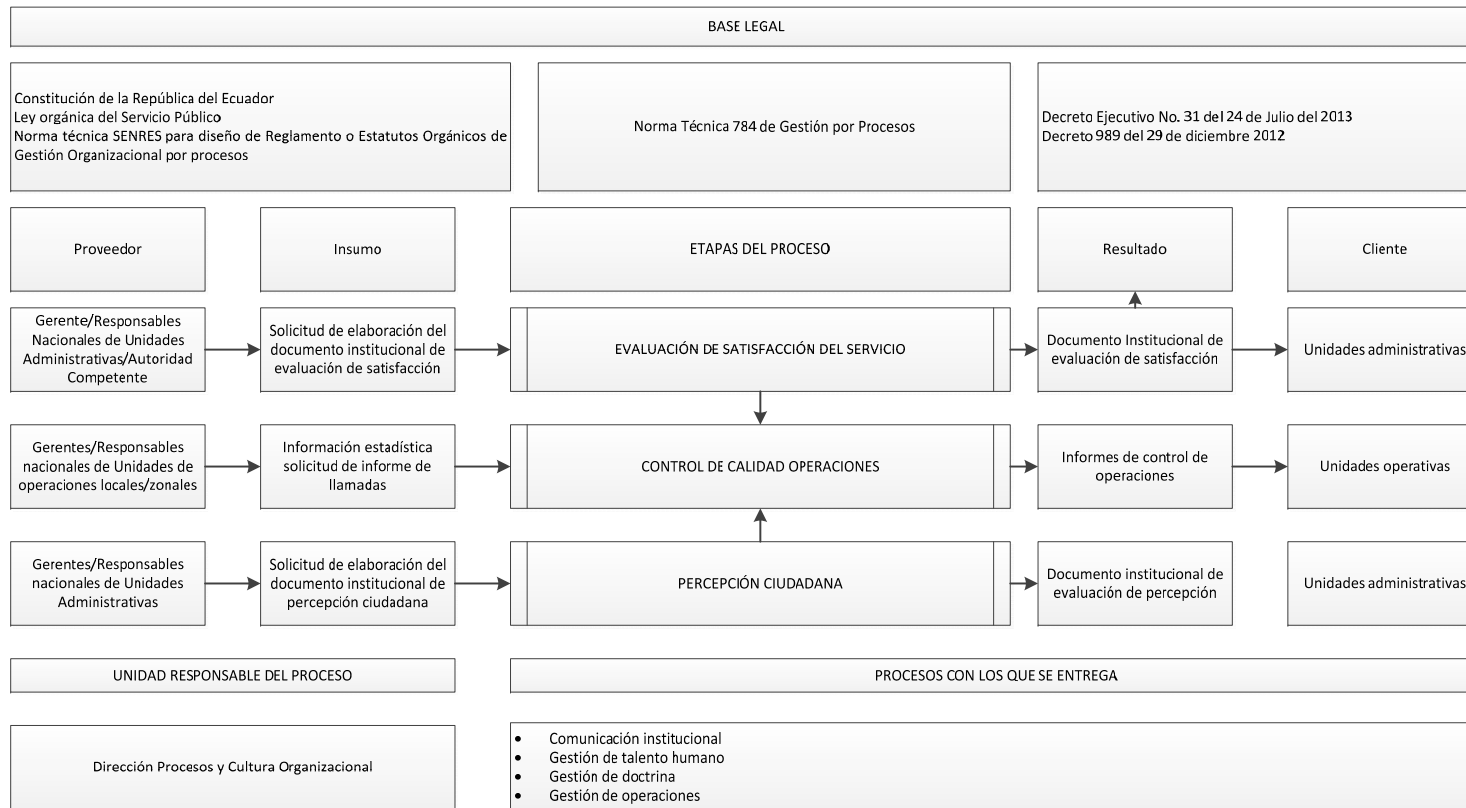 BASE LEGAL
Constitución de la República del Ecuador
Ley orgánica del Servicio Público
Norma técnica SENRES para diseño de Reglamento o Estatutos Orgánicos de
Gestión Organizacional por procesos
Norma Técnica 784 de Gestión por Procesos
Decreto Ejecutivo No. 31 del 24 de Julio del 2013
Decreto 989 del 29 de diciembre 2012
Proveedor
Insumo
ETAPAS DEL PROCESO
Resultado
Cliente
Gerente/Responsables
Nacionales de Unidades
Administrativas/Autoridad
Competente
Solicitud de elaboración del
documento institucional de
evaluación de satisfacción
EVALUACIÓN DE SATISFACCIÓN DEL SERVICIO
Documento Institucional de
evaluación de satisfacción
Unidades administrativas
Gerentes/Responsables
nacionales de Unidades de
operaciones locales/zonales
Información estadística
solicitud de informe de
llamadas
CONTROL DE CALIDAD OPERACIONES
Informes de control de
operaciones
Unidades operativas
Gerentes/Responsables
nacionales de Unidades
Administrativas
Solicitud de elaboración del
documento institucional de
percepción ciudadana
PERCEPCIÓN CIUDADANA
Documento institucional de
evaluación de percepción
Unidades administrativas
UNIDAD RESPONSABLE DEL PROCESO
PROCESOS CON LOS QUE SE ENTREGA
Dirección Procesos y Cultura Organizacional
• Comunicación institucional
• Gestión de talento humano
• Gestión de doctrina
• Gestión de operaciones